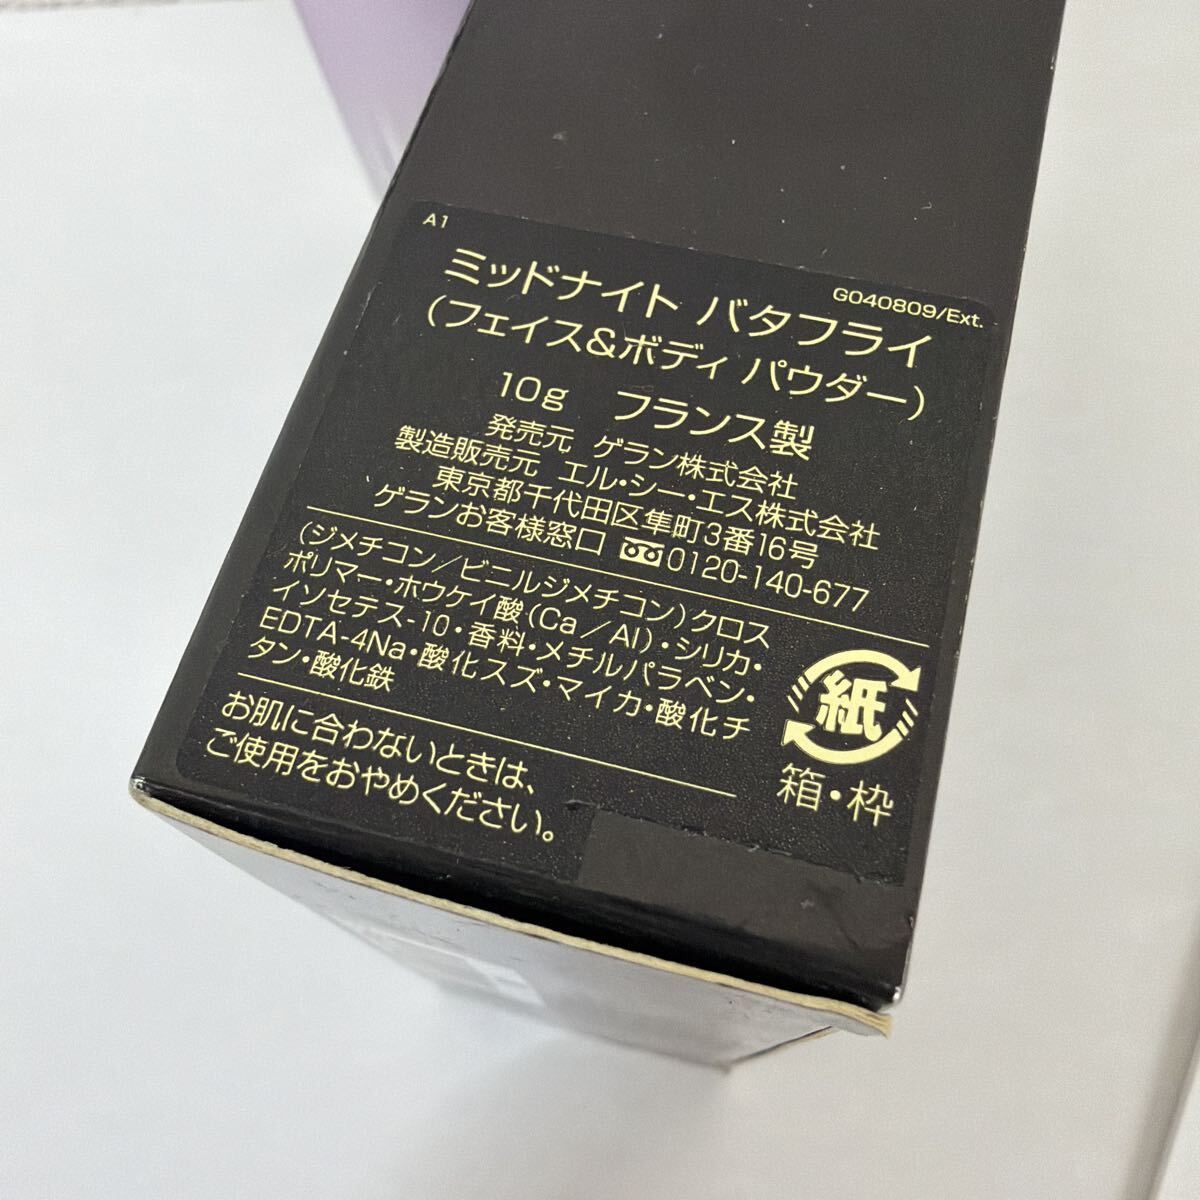 A1
G040809/Ext.
ミッドナイト バタフライ
(フェイス&ボディ パウダー)
10g フランス製
発売元 ゲラン株式会社
製造販売元 エル・シー・エス株式会社
東京都千代田区隼町3番16号
ゲランお客様窓口 0120-140-677
(ジメチコン/ビニルジメチコン)クロス
ポリマー・ホウケイ酸(Ca/Al)・シリカ・
イソセテス-10・香料・メチルパラベン・
EDTA-4Na・酸化スズ・マイカ・酸化チ
タン・酸化鉄
紙
箱・枠
お肌に合わないときは、
ご使用をおやめください。